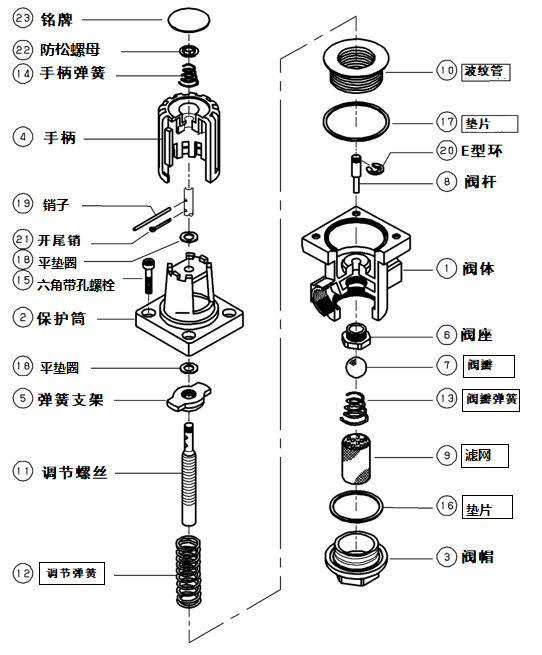 23 铭牌
22 防松螺母
14 手柄弹簧
4 手柄
19 销子
21 开尾销
18 平垫圈
15 六角带孔螺栓
2 保护筒
18 平垫圈
5 弹簧支架
11 调节螺丝
12 调节弹簧
10 波纹管
17 垫片
20 E型环
8 阀杆
1 阀体
6 阀座
7 阀瓣
13 阀瓣弹簧
9 滤网
16 垫片
3 阀帽